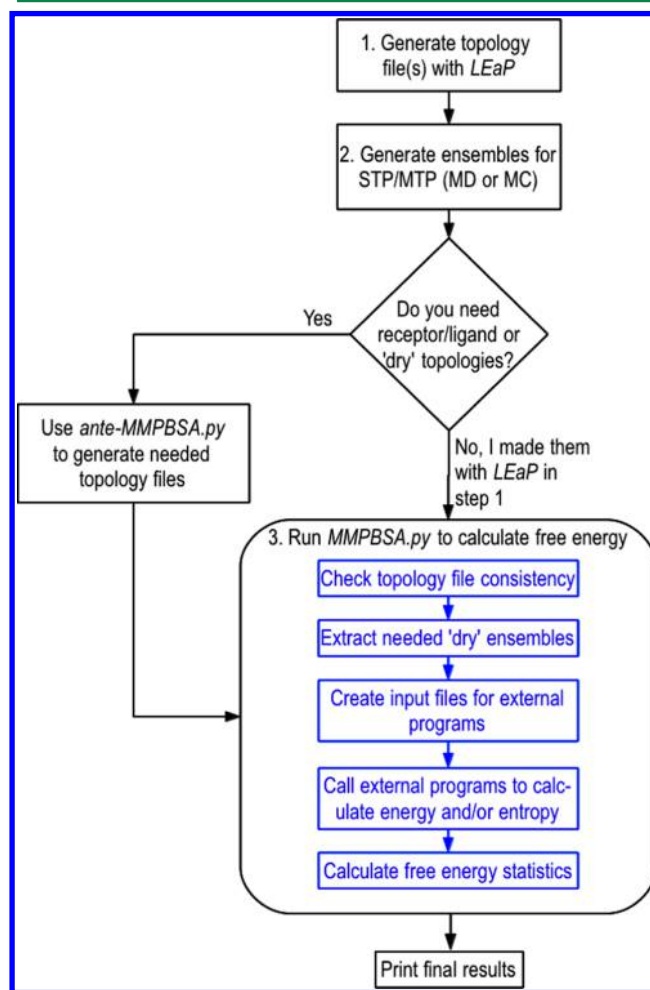 1. Generate topology
file(s) with LEaP
2. Generate ensembles for
STP/MTP (MD or MC)
Do you need
receptor/ligand or
'dry' topologies?
Yes
Use ante-MMPBSA.py
to generate needed
topology files
No, I made them
with LEaP in
step 1
3. Run MMPBSA.py to calculate free energy
Check topology file consistency
Extract needed 'dry' ensembles
Create input files for external
programs
Call external programs to calc-
ulate energy and/or entropy
Calculate free energy statistics
Print final results